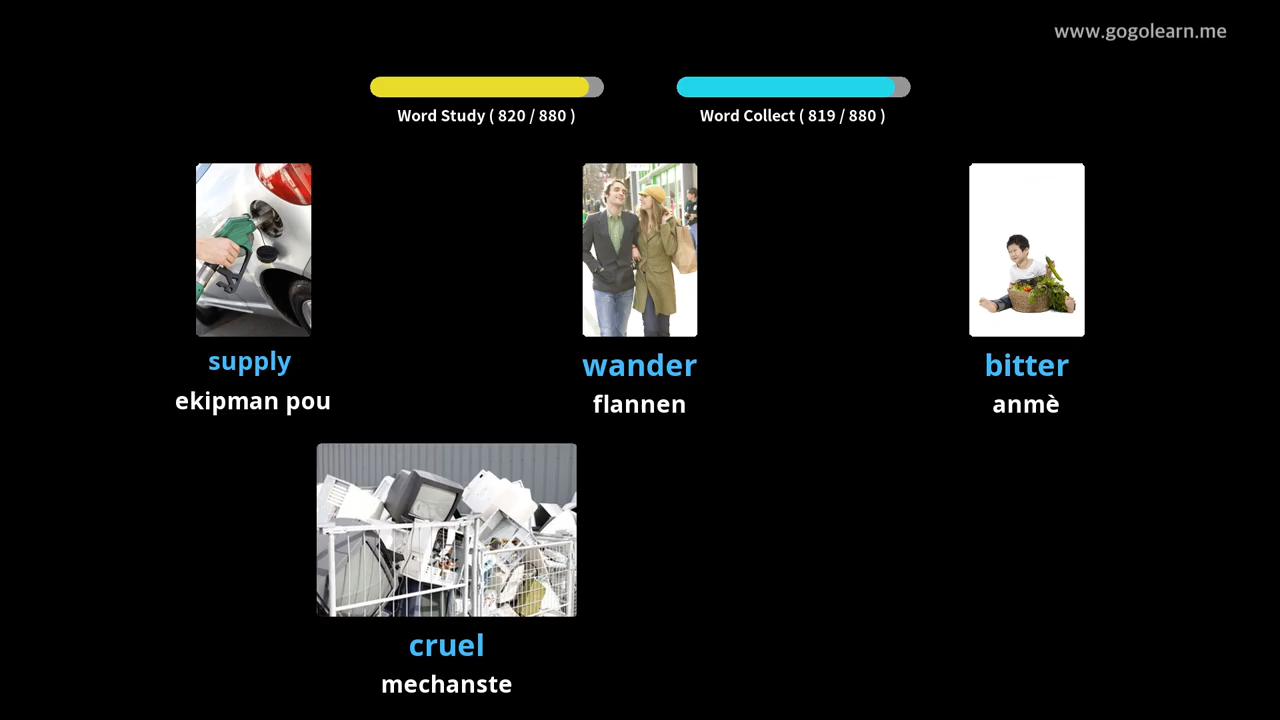 www.gogolearn.me
Word Study ( 820 / 880 )
Word Collect ( 819 / 880 )
supply
ekipman pou
wander
flannen
bitter
anmè
cruel
mechanste